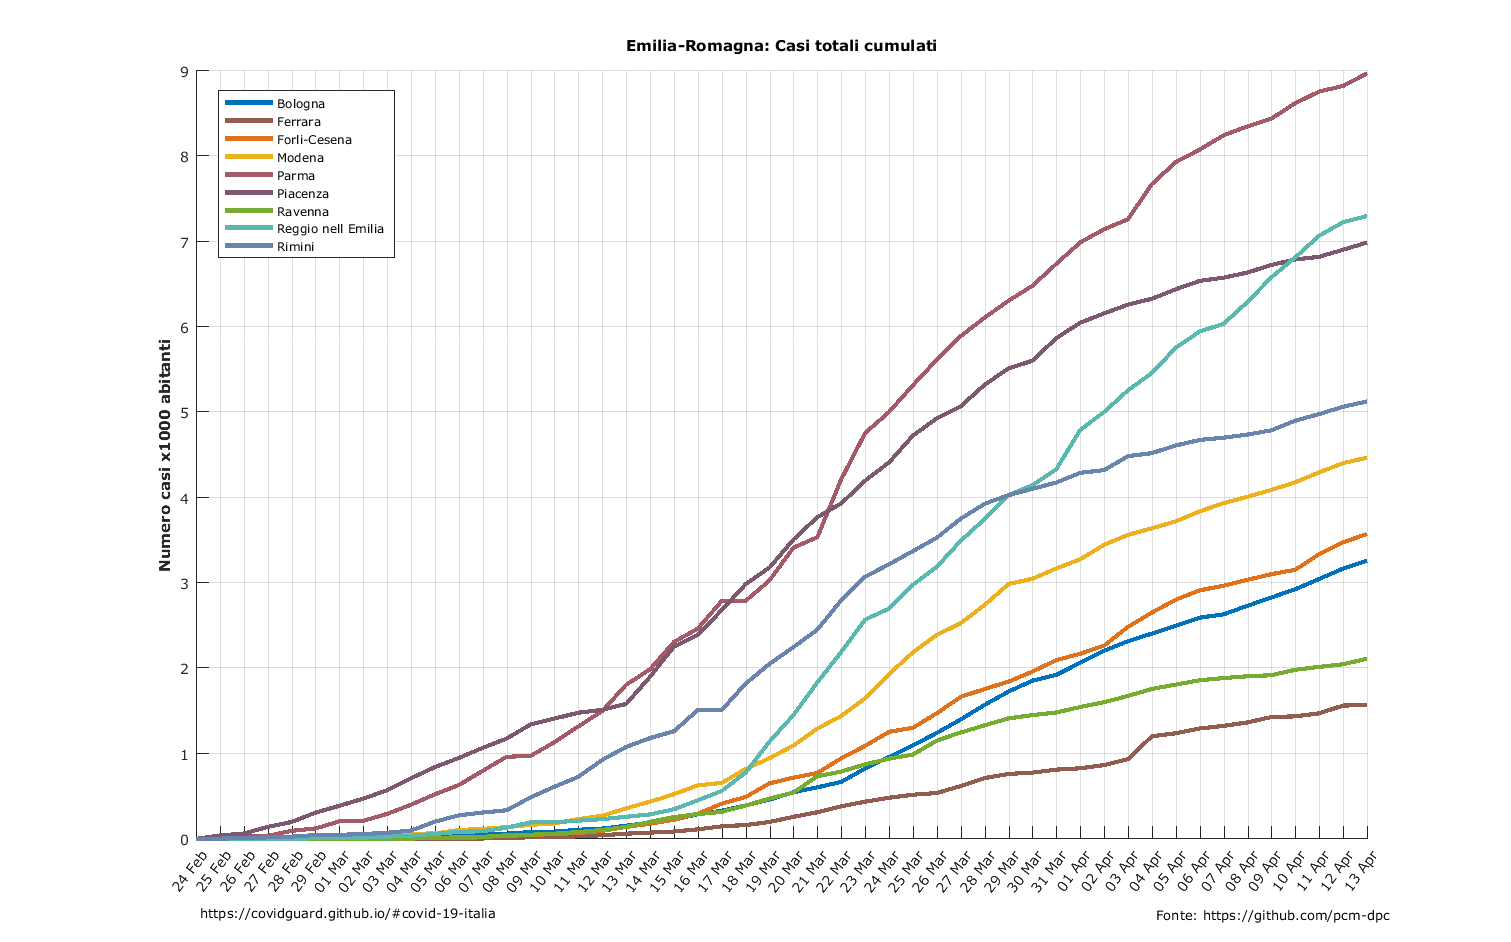 Emilia-Romagna: Casi totali cumulati
9
8
7
6
5
4
3
2
1
0
Numero casi x1000 abitanti
Bologna
Ferrara
Forli-Cesena
Modena
Parma
Piacenza
Ravenna
Reggio nell Emilia
Rimini
24 Feb
25 Feb
26 Feb
27 Feb
28 Feb
29 Feb
01 Mar
02 Mar
03 Mar
04 Mar
05 Mar
06 Mar
07 Mar
08 Mar
09 Mar
10 Mar
11 Mar
12 Mar
13 Mar
14 Mar
15 Mar
16 Mar
17 Mar
18 Mar
19 Mar
20 Mar
21 Mar
22 Mar
23 Mar
24 Mar
25 Mar
26 Mar
27 Mar
28 Mar
29 Mar
30 Mar
31 Mar
01 Apr
02 Apr
03 Apr
04 Apr
05 Apr
06 Apr
07 Apr
08 Apr
09 Apr
10 Apr
11 Apr
12 Apr
13 Apr
https://covidguard.github.io/#covid-19-italia
Fonte: https://github.com/pcm-dpc